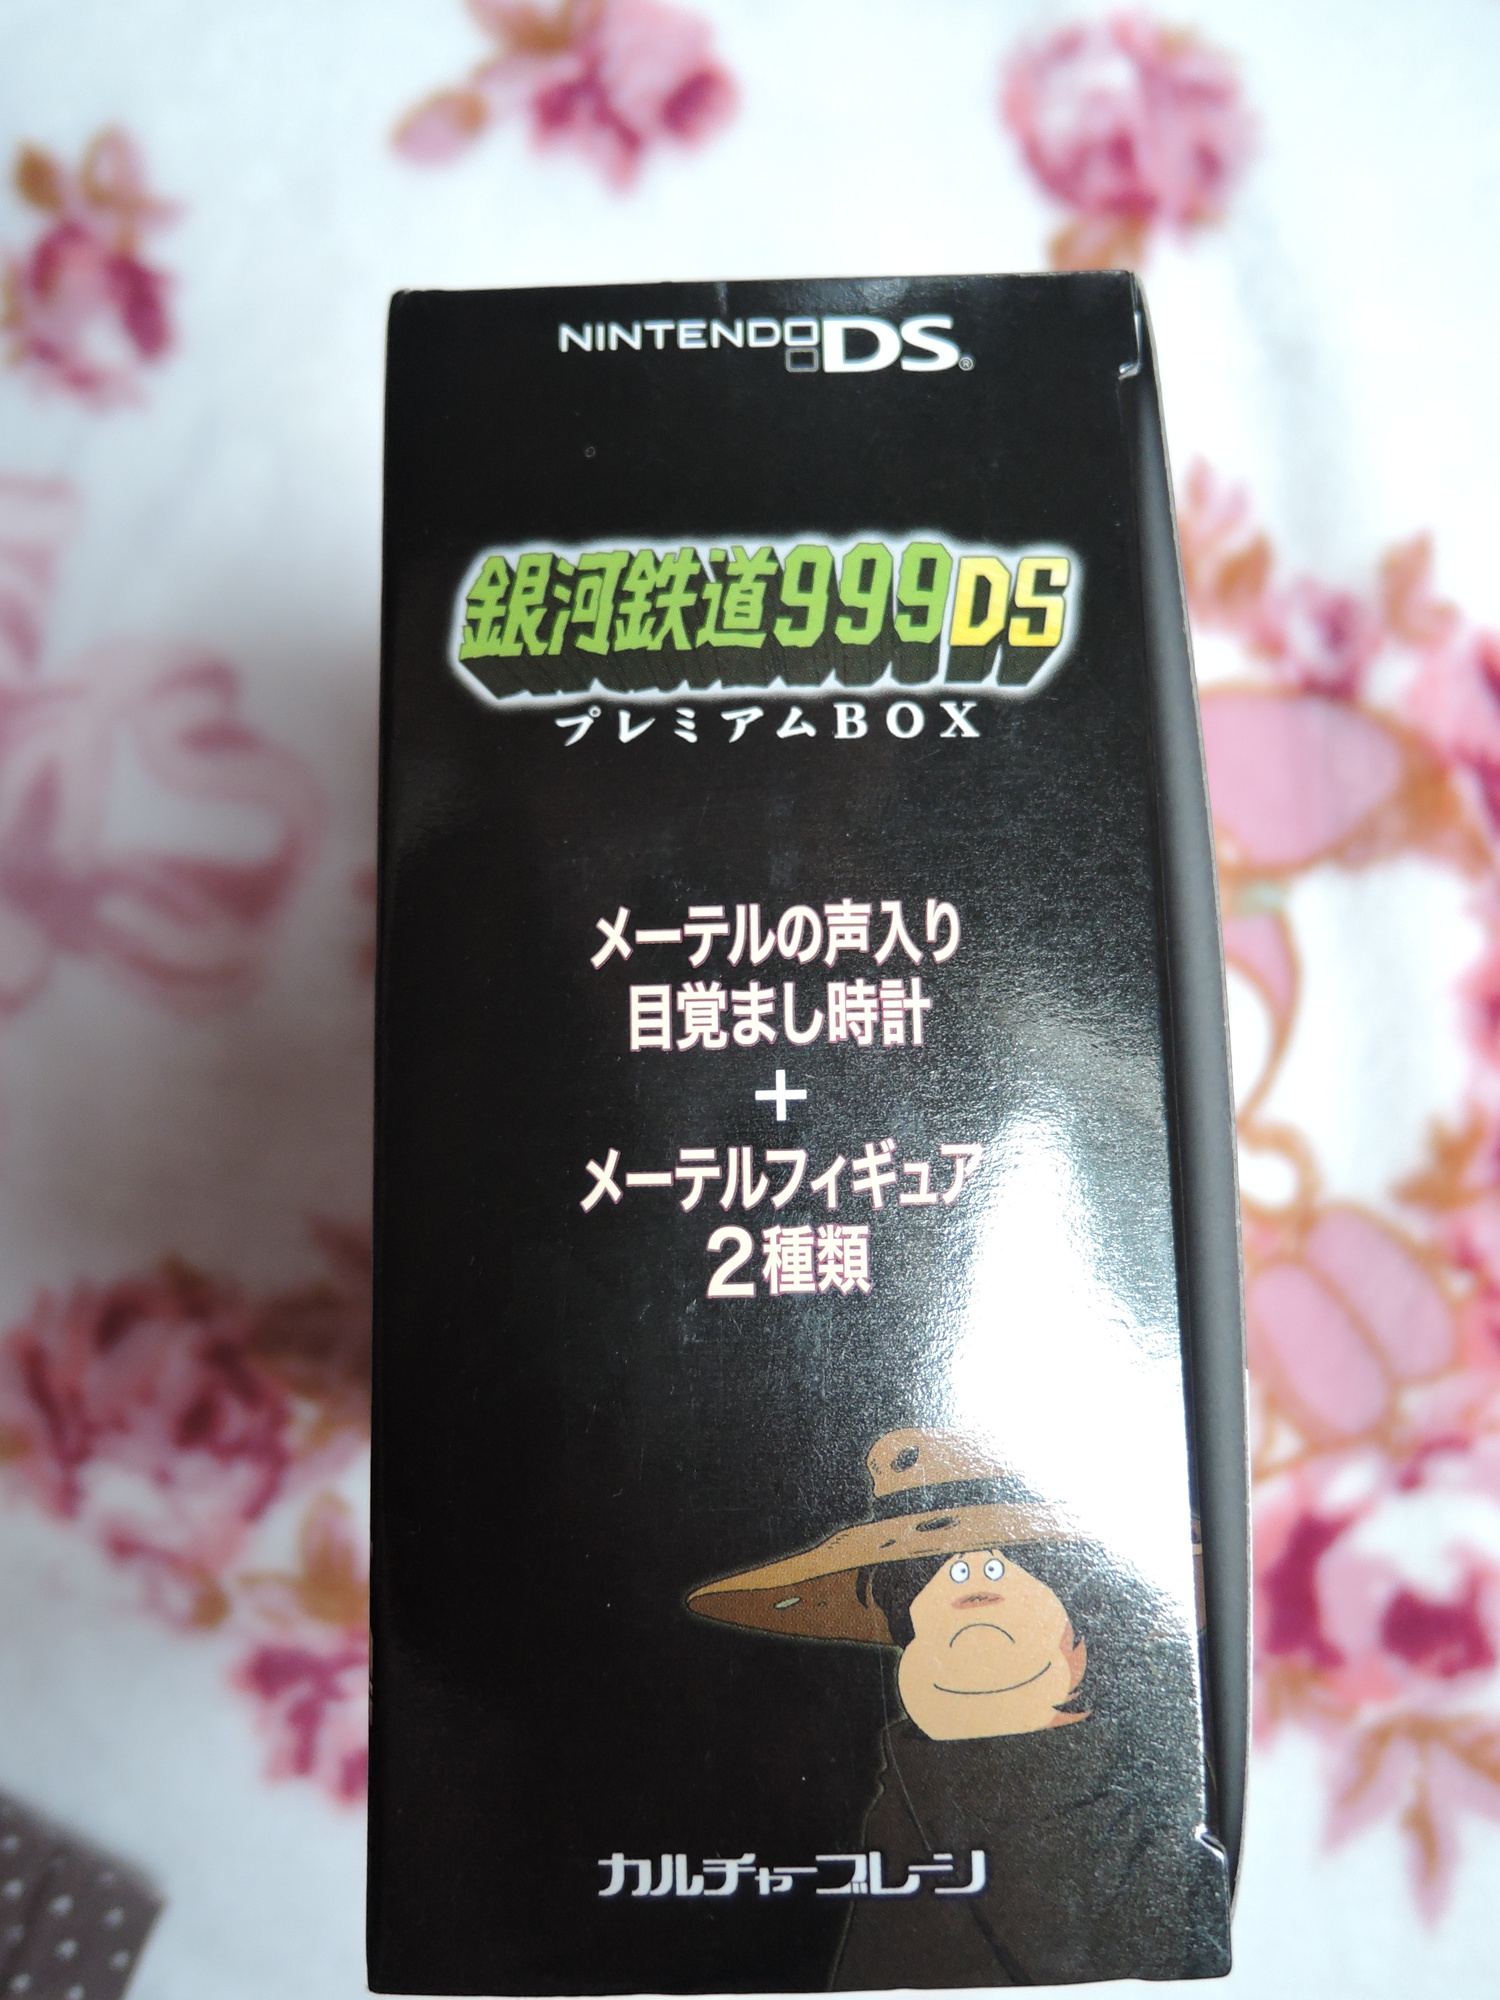 NINTENDO DS®
銀河鉄道999DS
プレミアムBOX
メーテルの声入り
目覚まし時計
+
メーテルフィギュア
2種類
カルチャーブレーン